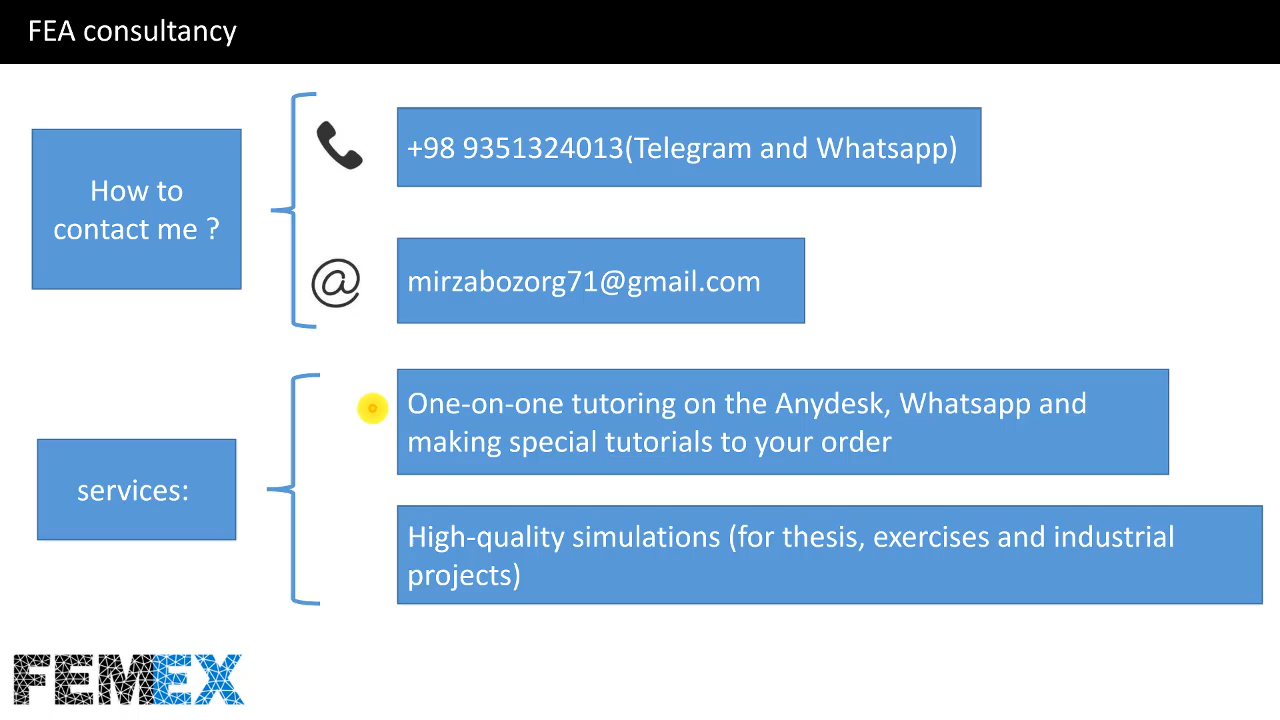 FEA consultancy
How to
contact me ?
+98 9351324013(Telegram and Whatsapp)
@
mirzabozorg71@gmail.com
services:
One-on-one tutoring on the Anydesk, Whatsapp and
making special tutorials to your order
High-quality simulations (for thesis, exercises and industrial
projects)
FEMEX